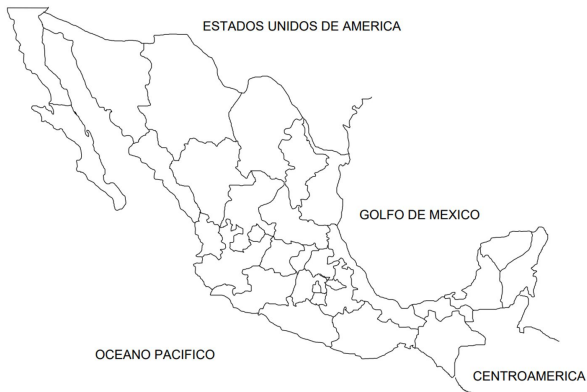 ESTADOS UNIDOS DE AMERICA
GOLFO DE MEXICO
OCEANO PACIFICO
CENTROAMERICA